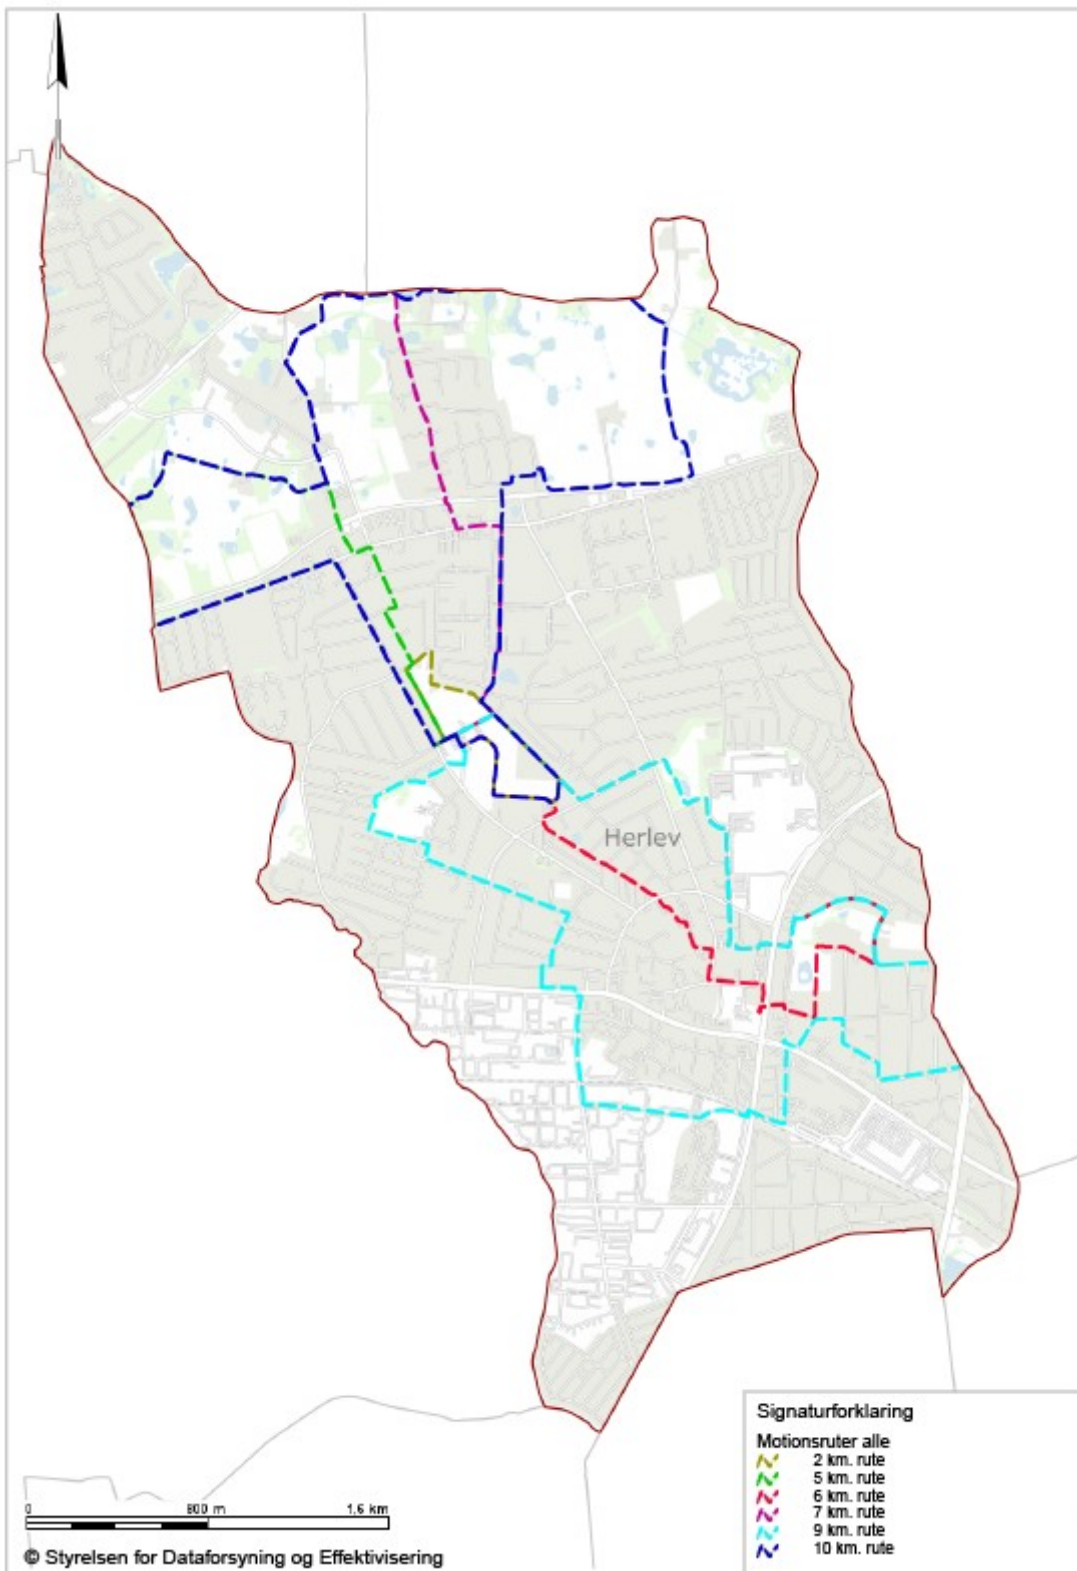 Herlev
Signaturforklaring
Motionsruter alle
2 km. rute
5 km. rute
6 km. rute
7 km. rute
9 km. rute
10 km. rute
0 800 m 1,6 km
© Styrelsen for Dataforsyning og Effektivisering